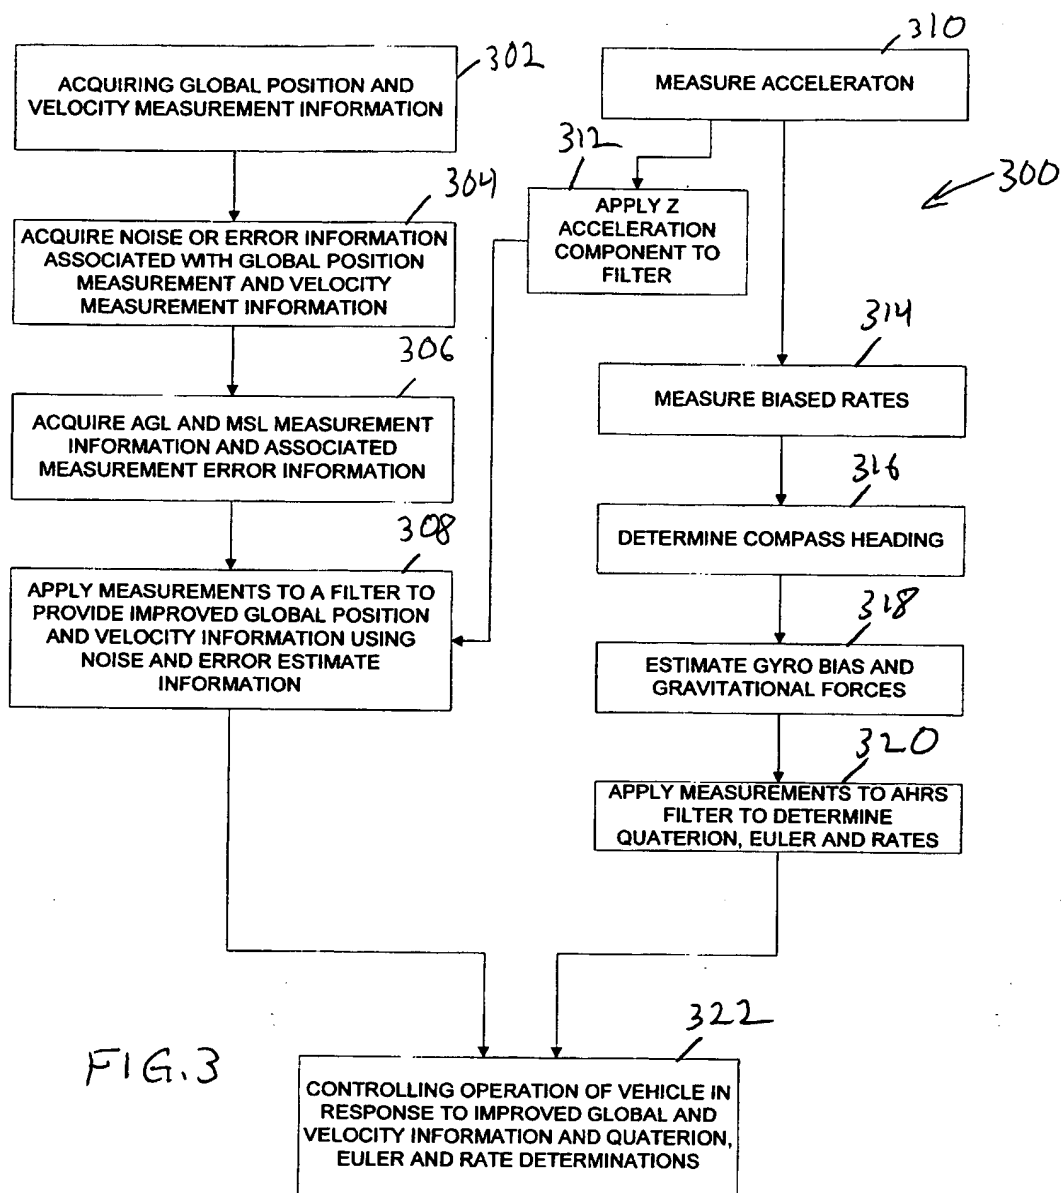 302
ACQUIRING GLOBAL POSITION AND
VELOCITY MEASUREMENT INFORMATION
304
ACQUIRE NOISE OR ERROR INFORMATION
ASSOCIATED WITH GLOBAL POSITION
MEASUREMENT AND VELOCITY
MEASUREMENT INFORMATION
306
ACQUIRE AGL AND MSL MEASUREMENT
INFORMATION AND ASSOCIATED
MEASUREMENT ERROR INFORMATION
308
APPLY MEASUREMENTS TO A FILTER TO
PROVIDE IMPROVED GLOBAL POSITION
AND VELOCITY INFORMATION USING
NOISE AND ERROR ESTIMATE
INFORMATION
310
MEASURE ACCELERATON
312
APPLY Z
ACCELERATION
COMPONENT TO
FILTER
300
314
MEASURE BIASED RATES
316
DETERMINE COMPASS HEADING
318
ESTIMATE GYRO BIAS AND
GRAVITATIONAL FORCES
320
APPLY MEASUREMENTS TO AHRS
FILTER TO DETERMINE
QUATERION, EULER AND RATES
322
CONTROLLING OPERATION OF VEHICLE IN
RESPONSE TO IMPROVED GLOBAL AND
VELOCITY INFORMATION AND QUATERION,
EULER AND RATE DETERMINATIONS
FIG.3